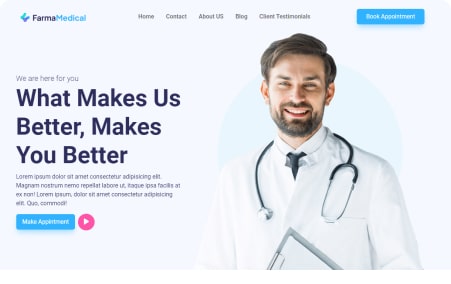 FarmaMedical
Home Contact About US Blog Client Testimonials
Book Appointment
We are here for you
What Makes Us
Better, Makes
You Better
Lorem ipsum dolor sit amet consectetur adipisicing elit.
Magnam nostrum nemo repellat labore ut, itaque ipsa facilis at
ex non! Lorem ipsum, dolor sit amet consectetur adipisicing
elit. Quo, commodi!
Make Appintment